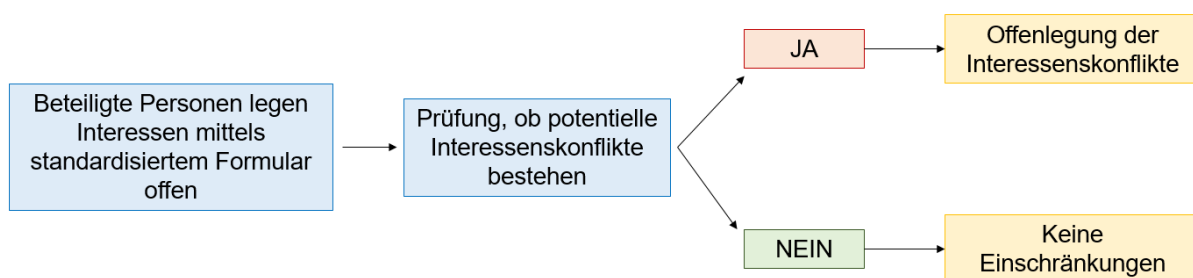 Beteiligte Personen legen
Interessen mittels
standardisiertem Formular
offen
Prüfung, ob potentielle
Interessenskonflikte
bestehen
JA
Offenlegung der
Interessenskonflikte
NEIN
Keine
Einschränkungen